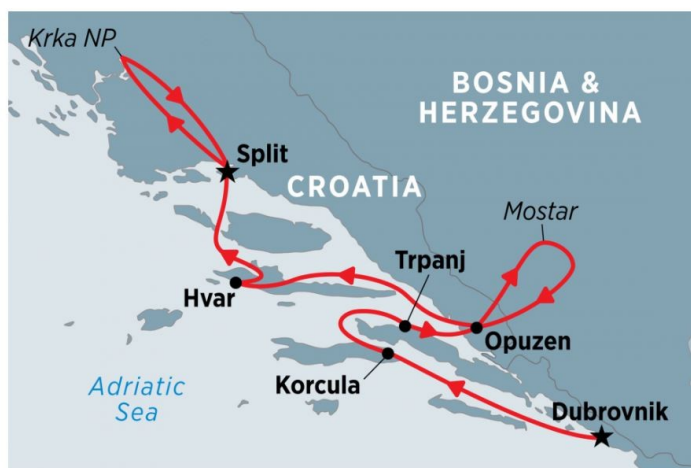 Krka NP
BOSNIA &
HERZEGOVINA
Split
CROATIA
Mostar
Trpanj
Hvar
Opuzen
Korcula
Adriatic
Sea
Dubrovnik